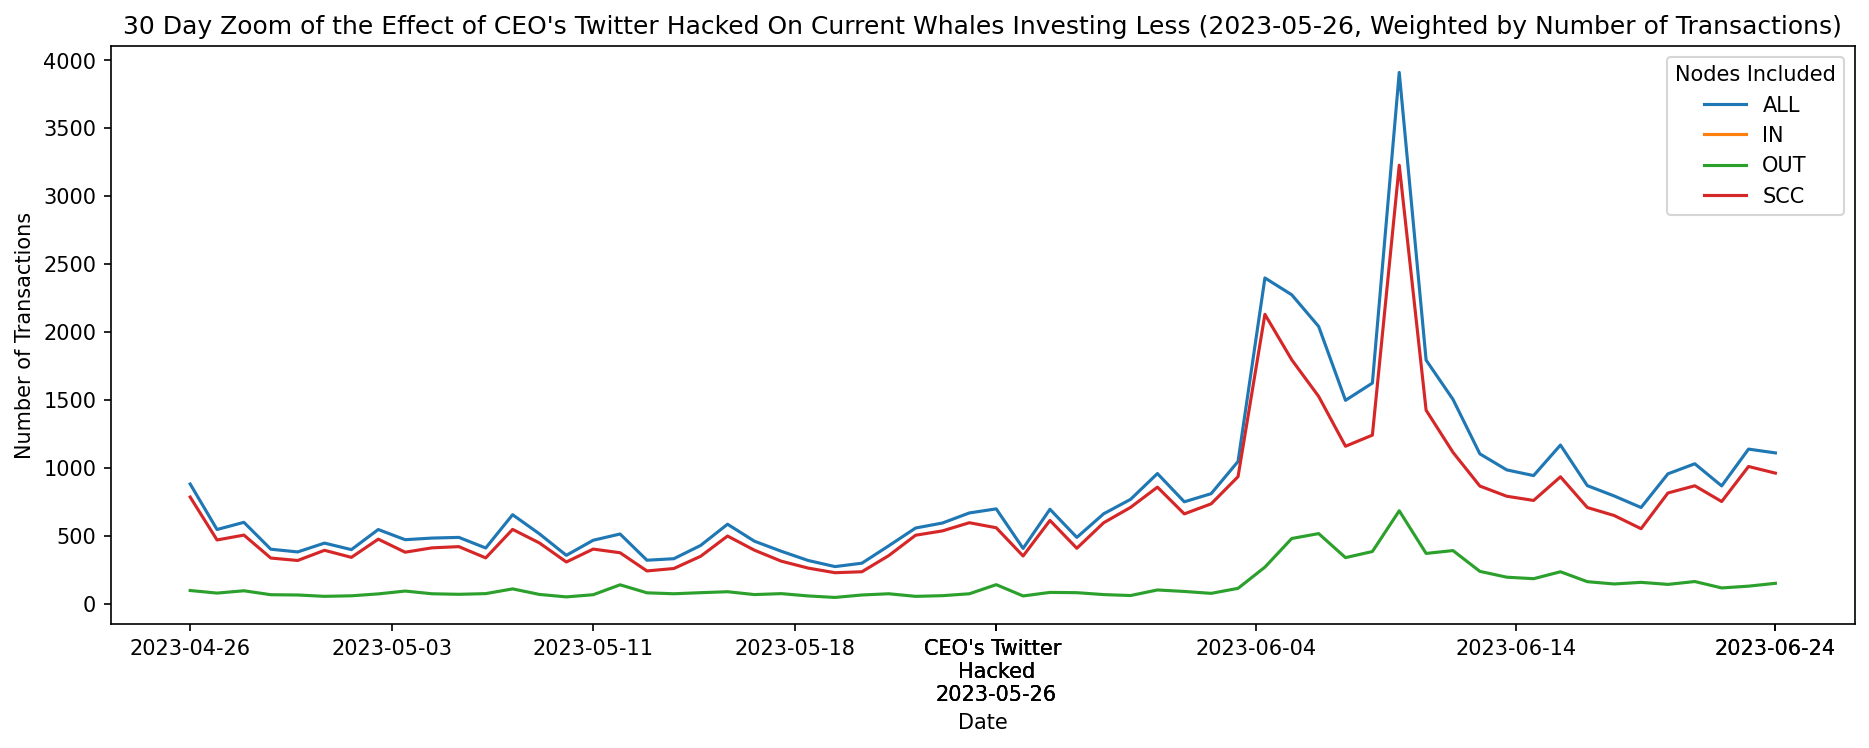 30 Day Zoom of the Effect of CEO's Twitter Hacked On Current Whales Investing Less (2023-05-26, Weighted by Number of Transactions)
Nodes Included
ALL
IN
OUT
SCC
Number of Transactions
4000
3500
3000
2500
2000
1500
1000
500
0
2023-04-26
2023-05-03
2023-05-11
2023-05-18
CEO's Twitter
Hacked
2023-05-26
2023-06-04
2023-06-14
2023-06-24
Date